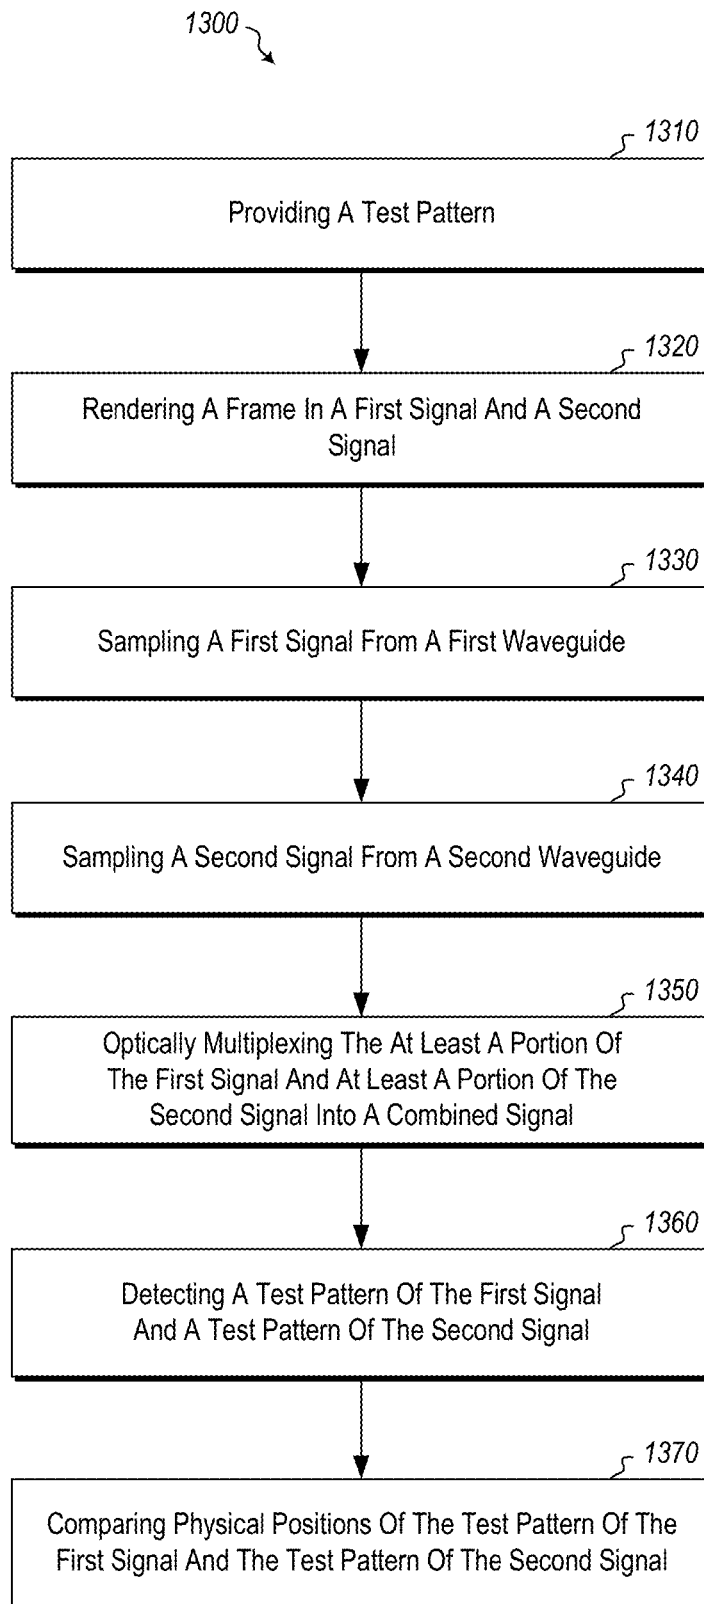 1300
1310
Providing A Test Pattern
1320
Rendering A Frame In A First Signal And A Second
Signal
1330
Sampling A First Signal From A First Waveguide
1340
Sampling A Second Signal From A Second Waveguide
1350
Optically Multiplexing The At Least A Portion Of
The First Signal And At Least A Portion Of The
Second Signal Into A Combined Signal
1360
Detecting A Test Pattern Of The First Signal
And A Test Pattern Of The Second Signal
1370
Comparing Physical Positions Of The Test Pattern Of The
First Signal And The Test Pattern Of The Second Signal